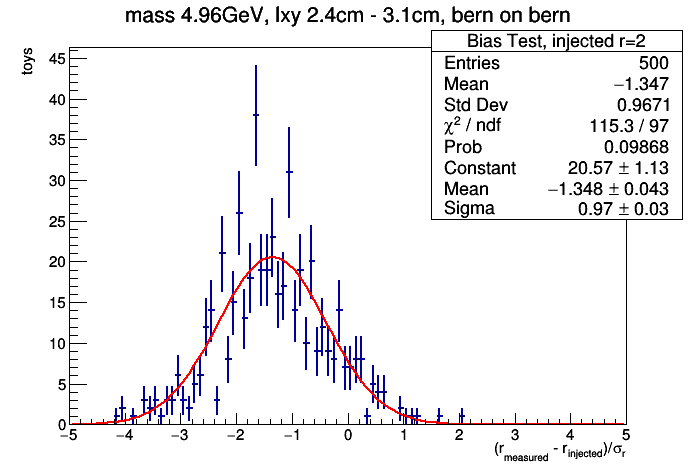 mass 4.96GeV, lxy 2.4cm - 3.1cm, bern on bern
Bias Test, injected r=2
Entries 500
Mean −1.347
Std Dev 0.9671
χ² / ndf 115.3 / 97
Prob 0.09868
Constant 20.57 ± 1.13
Mean −1.348 ± 0.043
Sigma 0.97 ± 0.03
toys
45
40
35
30
25
20
15
10
5
0
−5 −4 −3 −2 −1 0 1 2 3 4 5
(r_measured - r_injected)/σ_r